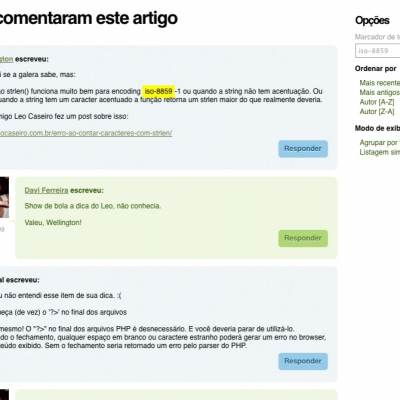 comentaram este artigo
escreveu:
i se a galera sabe, mas:
ão strlen() funciona muito bem para encoding iso-8859 -1 ou quando a string não tem acentuação. Ou
uando a string tem um caracter acentuado a função retorna um strlen maior do que realmente deveria.
migo Leo Caseiro fez um post sobre isso:
ocaseiro.com.br/erro-ao-contar-caracteres-com-strlen/
Responder
Davi Ferreira escreveu:
Show de bola a dica do Leo, não conhecia.
Valeu, Wellington!
Responder
al escreveu:
u não entendi esse item de sua dica. :(
eça (de vez) o '?>' no final dos arquivos
mesmo! O "?>" no final dos arquivos PHP é desnecessário. E você deveria parar de utilizá-lo.
do o fechamento, qualquer espaço em branco ou caractere estranho poderá gerar um erro no browser,
eúdo exibido. Sem o fechamento seria retornado um erro pelo parser do PHP.
Responder
Opções
Marcador de te
iso-8859
Ordenar por
Mais recente
Mais antigos
Autor [A-Z]
Autor [Z-A]
Modo de exib
Agrupar por
Listagem sim